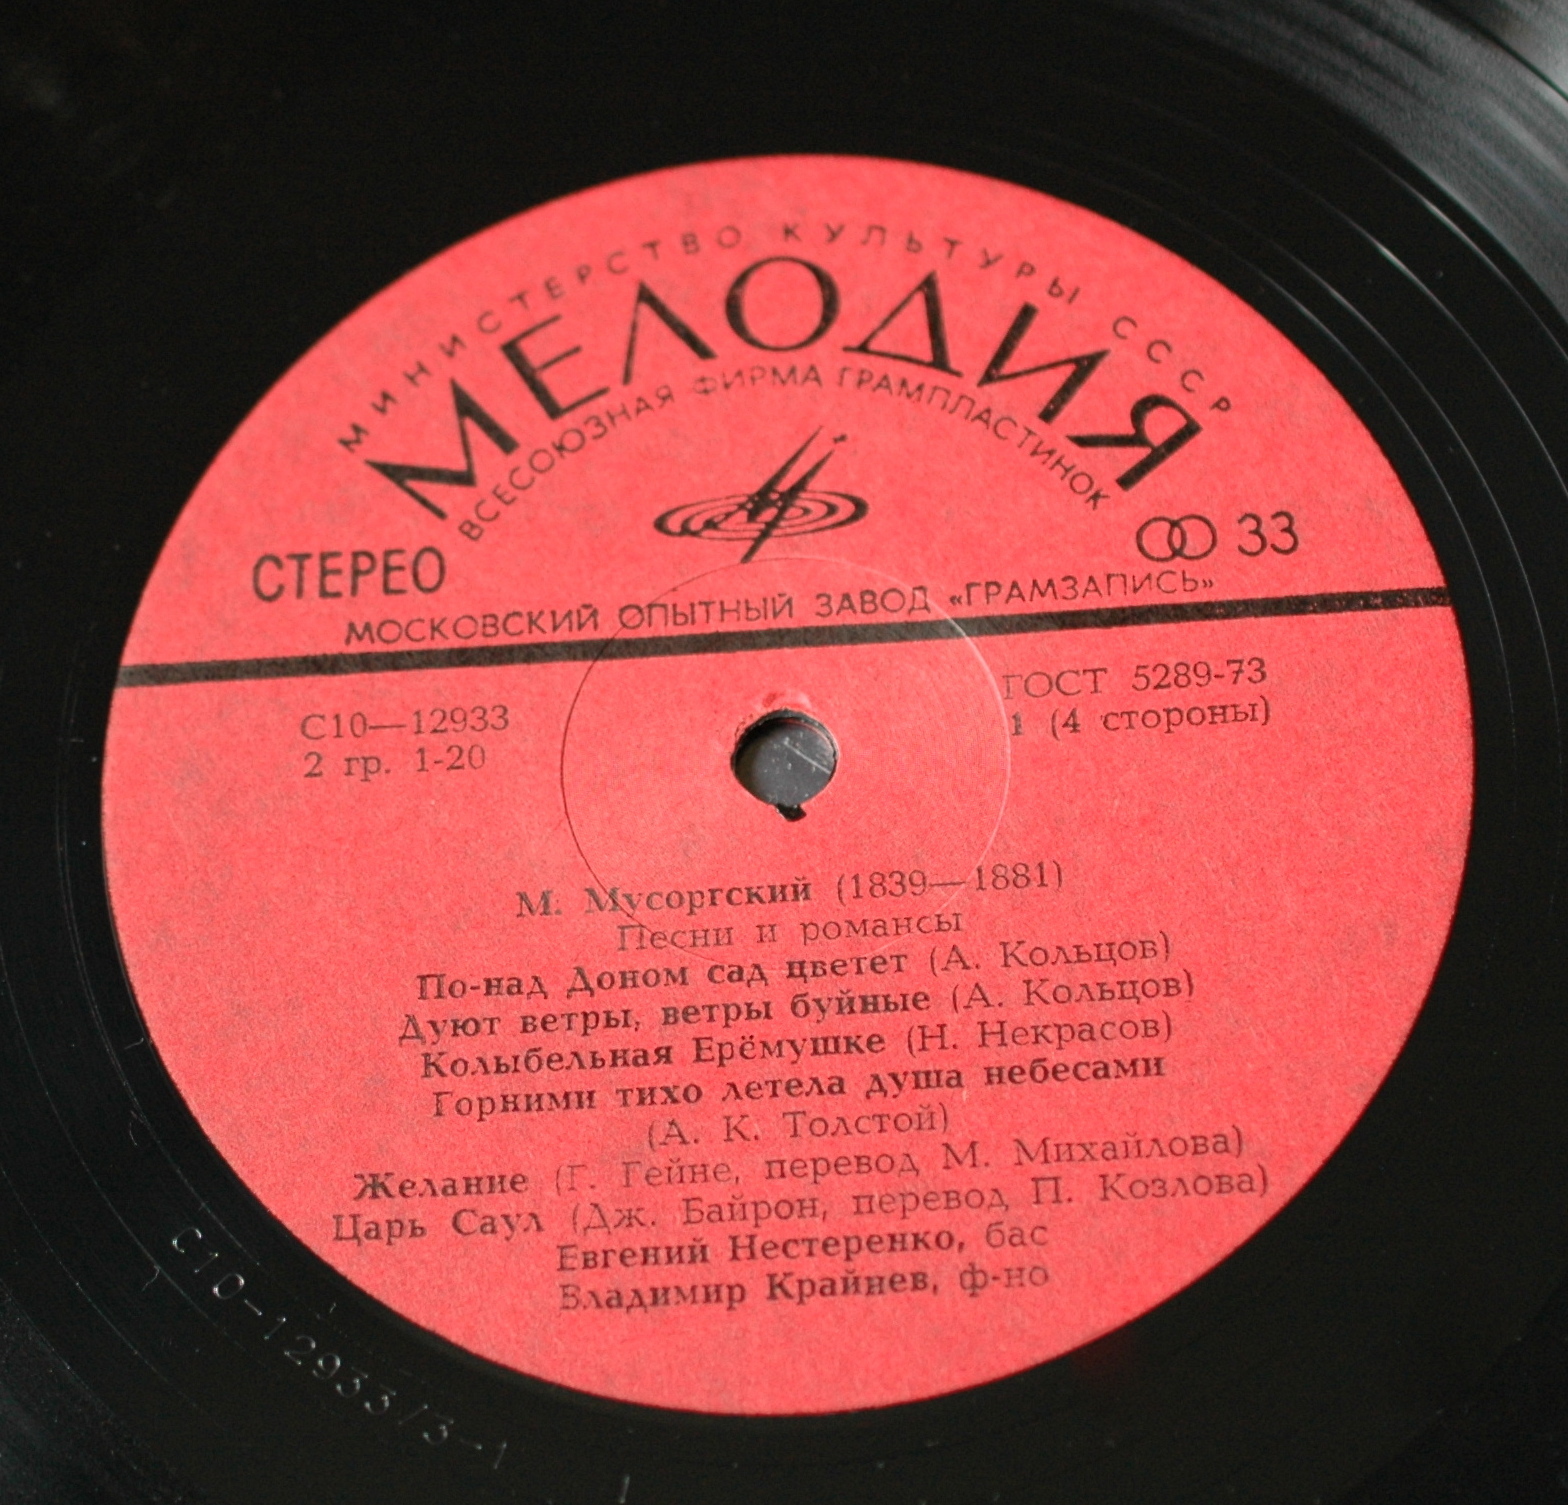 МИНИСТЕРСТВО КУЛЬТУРЫ СССР
МЕЛОДИЯ
ВСЕСОЮЗНАЯ ФИРМА ГРАМПЛАСТИНОК
СТЕРЕО
33
МОСКОВСКИЙ ОПЫТНЫЙ ЗАВОД «ГРАМЗАПИСЬ»
С10—12933
2 гр. 1-20
ГОСТ 5289-73
1 (4 стороны)
М. Мусоргский (1839—1881)
Песни и романсы
По-над Доном сад цветет (А. Кольцов)
Дуют ветры, ветры буйные (А. Кольцов)
Колыбельная Ерёмушке (Н. Некрасов)
Горними тихо летела душа небесами
(А. К. Толстой)
Желание (Г. Гейне, перевод М. Михайлова)
Царь Саул (Дж. Байрон, перевод П. Козлова)
Евгений Нестеренко, бас
Владимир Крайнев, ф-но
С10-12933/3-1